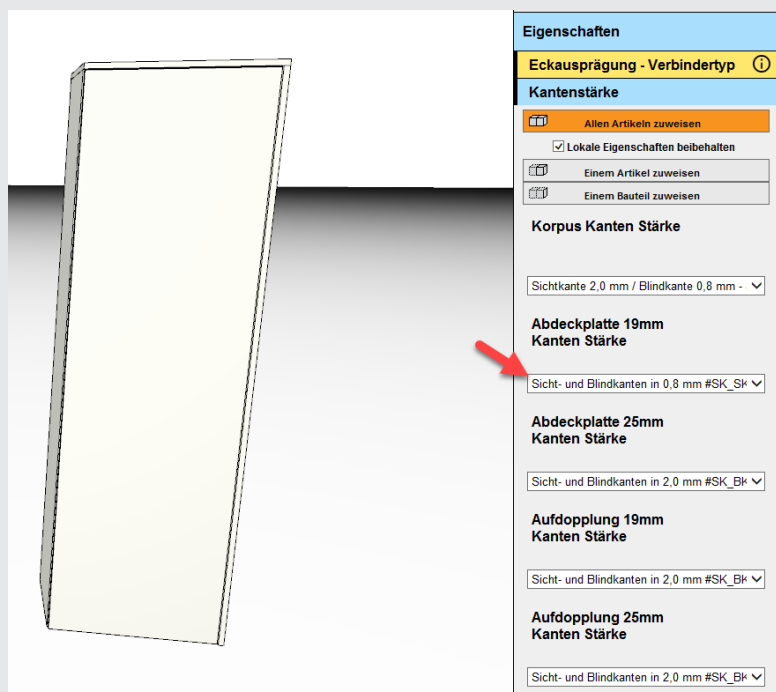 Eigenschaften
Eckausprägung - Verbindertyp
Kantenstärke
Allen Artikeln zuweisen
Lokale Eigenschaften beibehalten
Einem Artikel zuweisen
Einem Bauteil zuweisen
Korpus Kanten Stärke
Sichtkante 2,0 mm / Blindkante 0,8 mm -
Abdeckplatte 19mm
Kanten Stärke
Sicht- und Blindkanten in 0,8 mm #SK_SK
Abdeckplatte 25mm
Kanten Stärke
Sicht- und Blindkanten in 2,0 mm #SK_BK
Aufdopplung 19mm
Kanten Stärke
Sicht- und Blindkanten in 2,0 mm #SK_BK
Aufdopplung 25mm
Kanten Stärke
Sicht- und Blindkanten in 2,0 mm #SK_BK